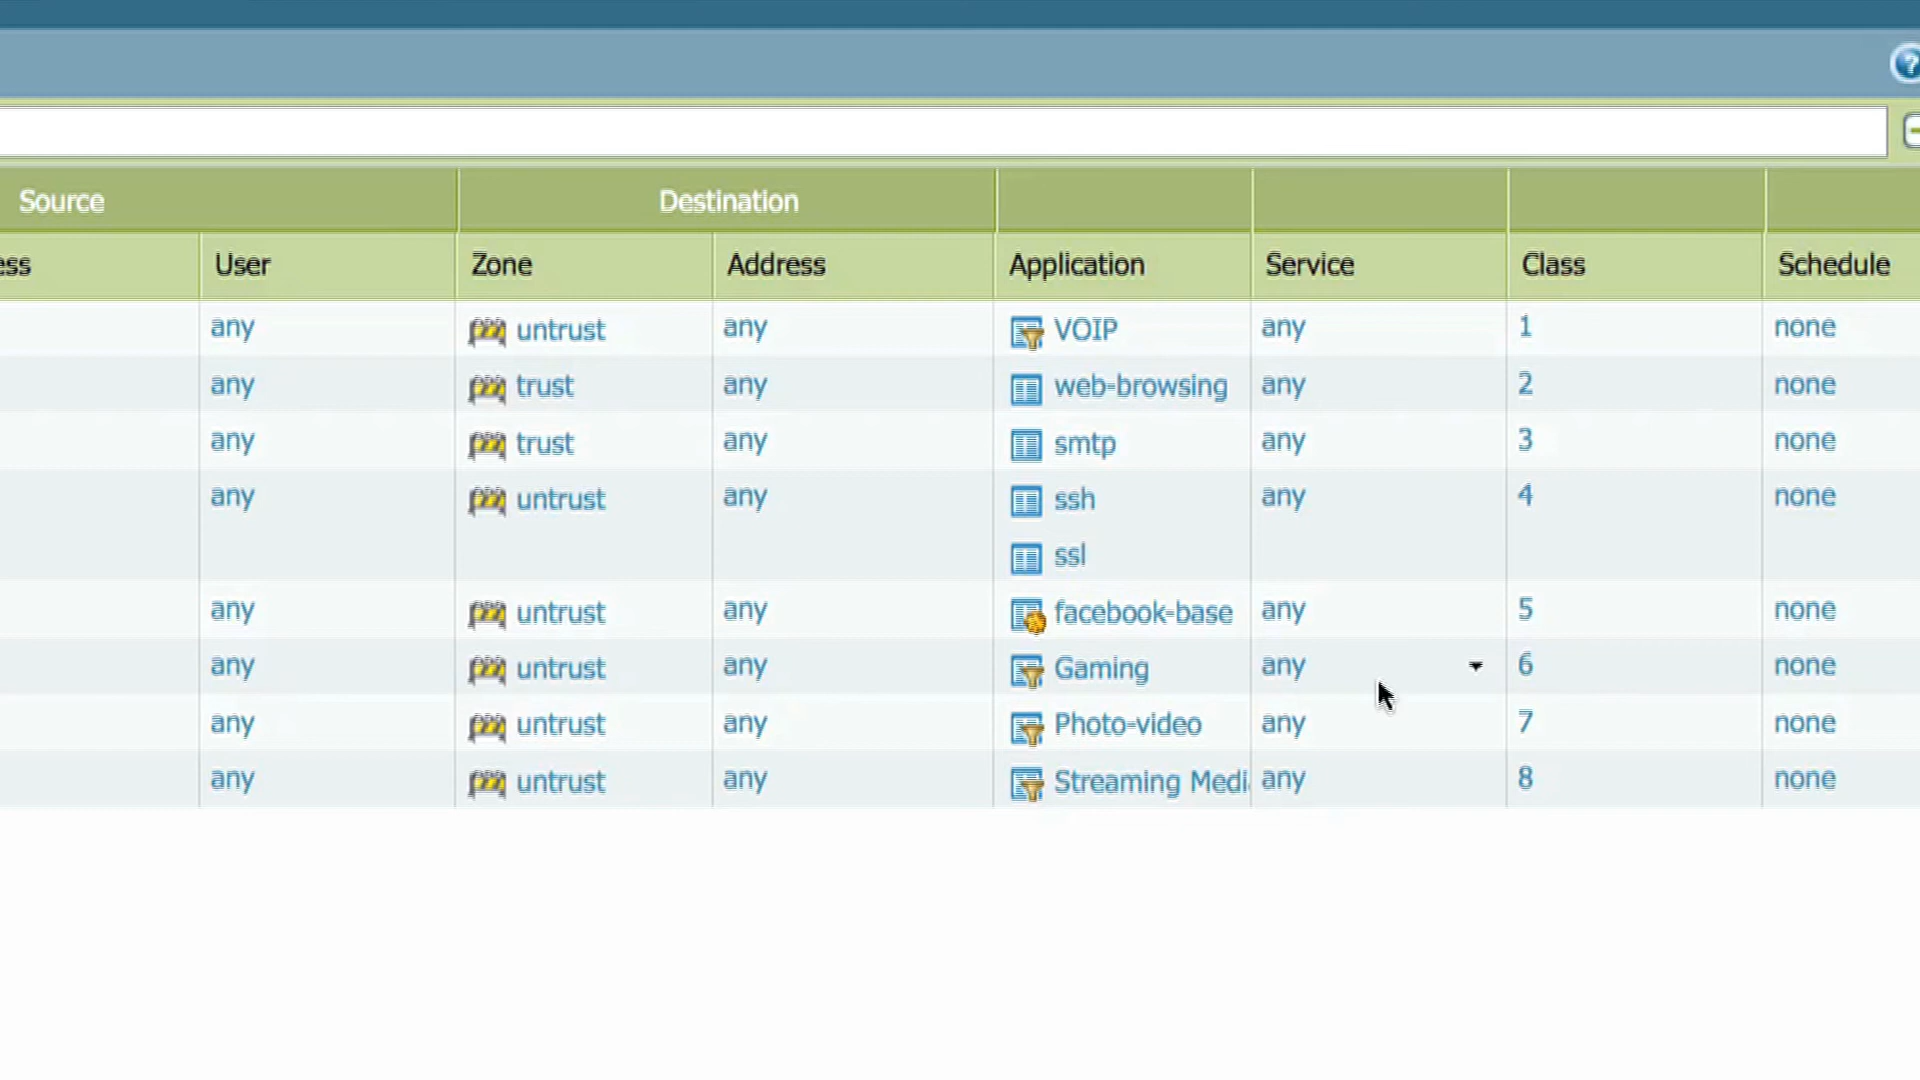 ?
Source Destination
ess User Zone Address Application Service Class Schedule
any untrust any VOIP any 1 none
any trust any web-browsing any 2 none
any trust any smtp any 3 none
any untrust any ssh any 4 none
ssl
any untrust any facebook-base any 5 none
any untrust any Gaming any 6 none
any untrust any Photo-video any 7 none
any untrust any Streaming Medi any 8 none